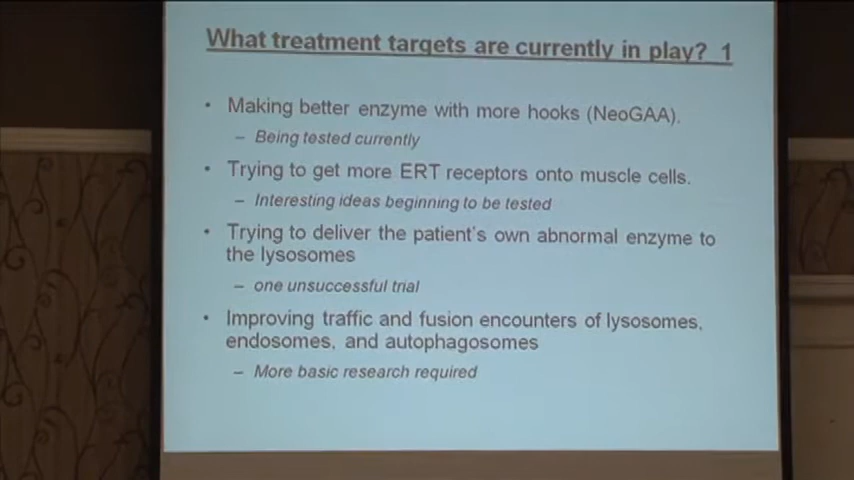 What treatment targets are currently in play? 1
• Making better enzyme with more hooks (NeoGAA).
– Being tested currently
• Trying to get more ERT receptors onto muscle cells.
– Interesting ideas beginning to be tested
• Trying to deliver the patient's own abnormal enzyme to
the lysosomes
– one unsuccessful trial
• Improving traffic and fusion encounters of lysosomes,
endosomes, and autophagosomes
– More basic research required